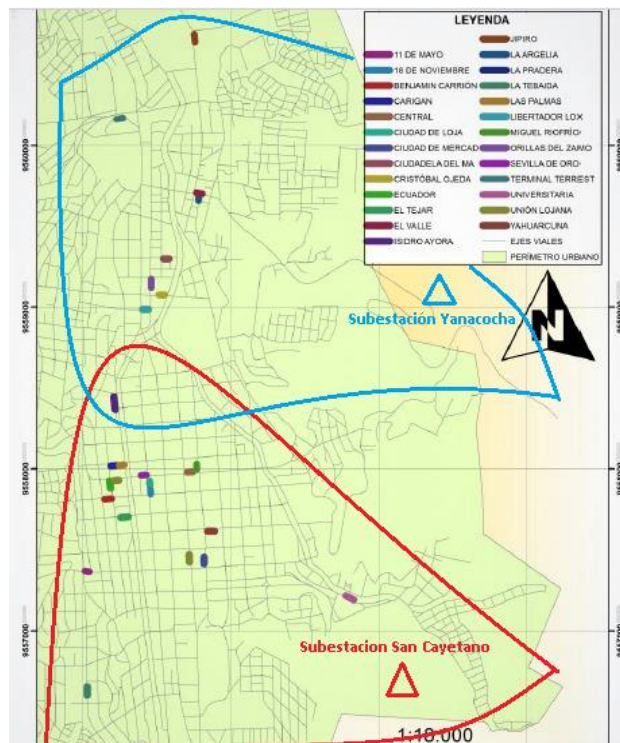 LEYENDA
11 DE MAYO
18 DE NOVIEMBRE
BENJAMIN CARRIÓN
CARIGAN
CENTRAL
CIUDAD DE LOJA
CIUDAD DE MERCAD
CIUDADELA DEL MA
CRISTÓBAL OJEDA
ECUADOR
EL TEJAR
EL VALLE
ISIDRO AYORA
JIPIRO
LA ARGELIA
LA PRADERA
LA TEBAIDA
LAS PALMAS
LIBERTADOR LOX
MIGUEL RIOFRÍO
ORILLAS DEL ZAMO
SEVILLA DE ORO
TERMINAL TERREST
UNIVERSITARIA
UNIÓN LOJANA
YAHUARCUNA
EJES VIALES
PERÍMETRO URBANO
9560000
9559000
Subestación Yanacocha
N
9558000
9557000
Subestacion San Cayetano
1:18.000